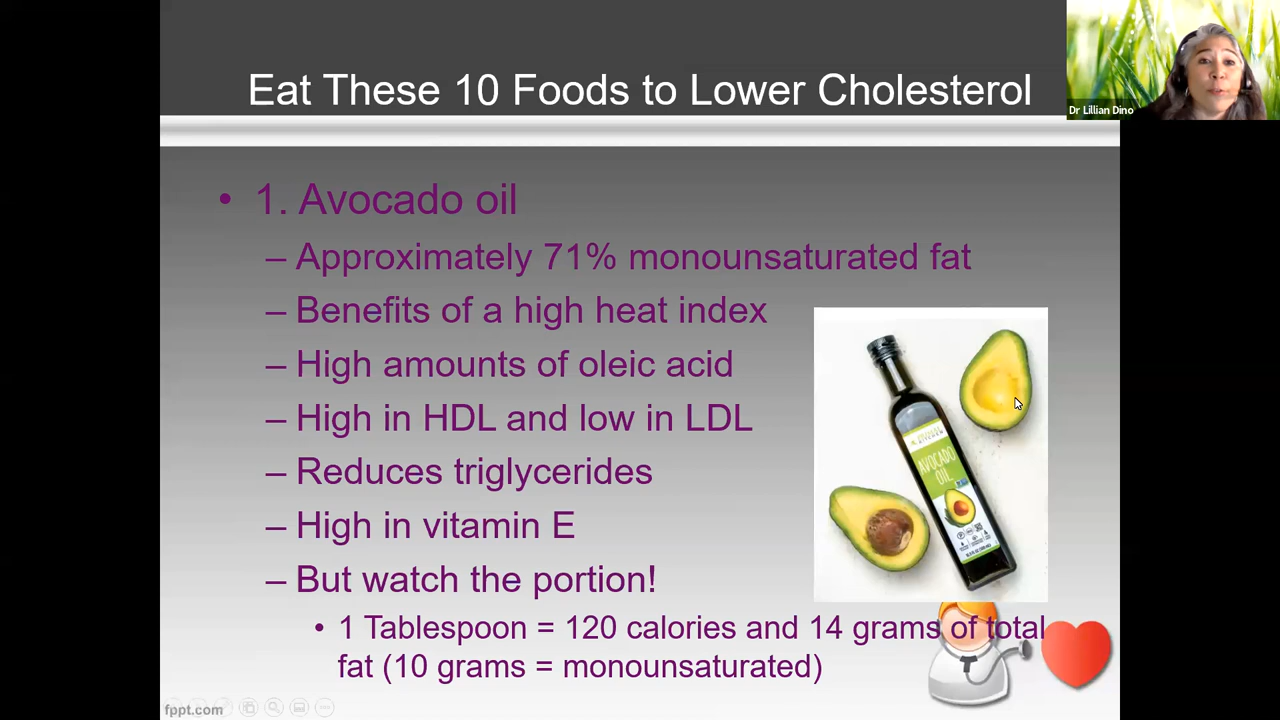 Eat These 10 Foods to Lower Cholesterol
Dr Lillian Dino
• 1. Avocado oil
– Approximately 71% monounsaturated fat
– Benefits of a high heat index
– High amounts of oleic acid
– High in HDL and low in LDL
– Reduces triglycerides
– High in vitamin E
– But watch the portion!
• 1 Tablespoon = 120 calories and 14 grams of total
fat (10 grams = monounsaturated)
KITCHEN
AVOCADO
OIL
fppt.com